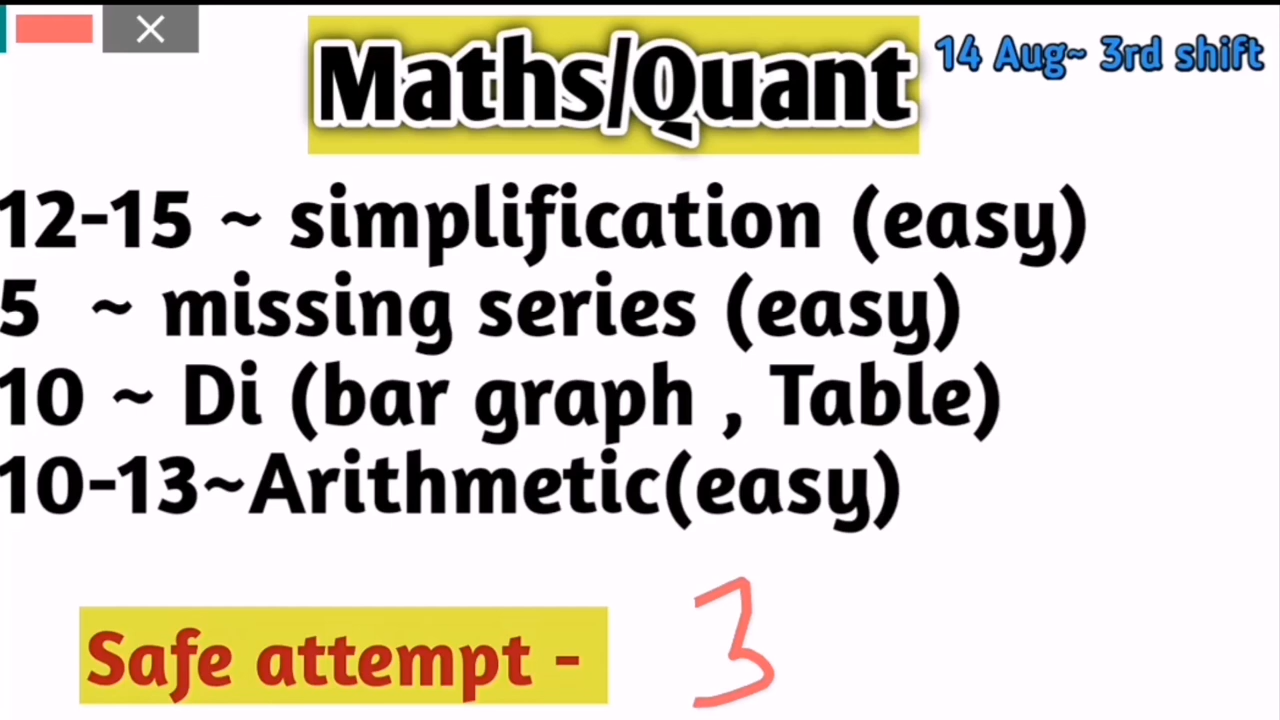 Maths/Quant
14 Aug~ 3rd shift
12-15 ~ simplification (easy)
5 ~ missing series (easy)
10 ~ Di (bar graph , Table)
10-13~Arithmetic(easy)
Safe attempt - 3